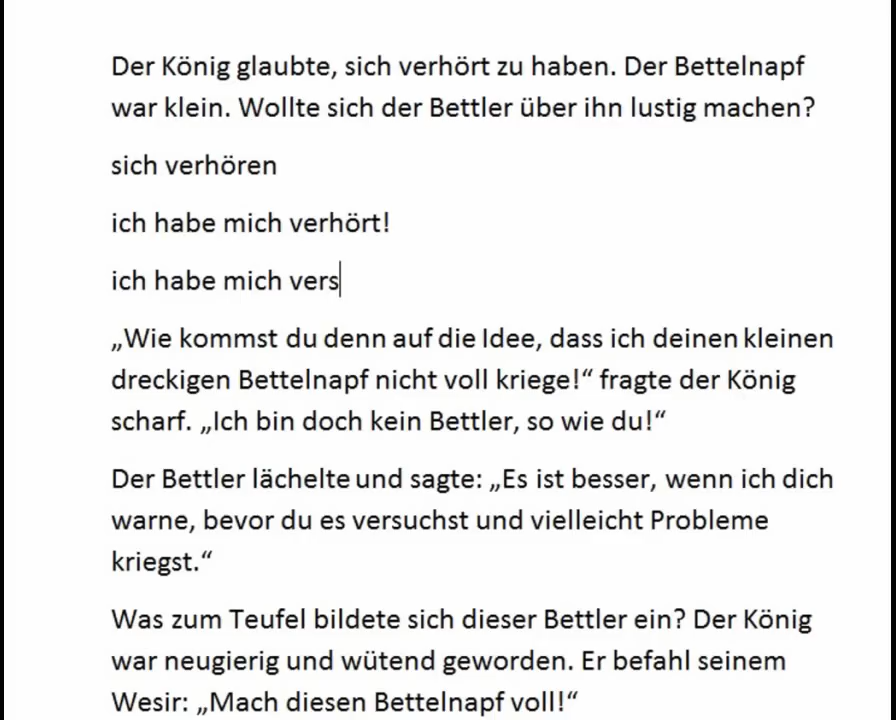 Der König glaubte, sich verhört zu haben. Der Bettelnapf
war klein. Wollte sich der Bettler über ihn lustig machen?
sich verhören
ich habe mich verhört!
ich habe mich vers
„Wie kommst du denn auf die Idee, dass ich deinen kleinen
dreckigen Bettelnapf nicht voll kriege!“ fragte der König
scharf. „Ich bin doch kein Bettler, so wie du!“
Der Bettler lächelte und sagte: „Es ist besser, wenn ich dich
warne, bevor du es versuchst und vielleicht Probleme
kriegst.“
Was zum Teufel bildete sich dieser Bettler ein? Der König
war neugierig und wütend geworden. Er befahl seinem
Wesir: „Mach diesen Bettelnapf voll!“